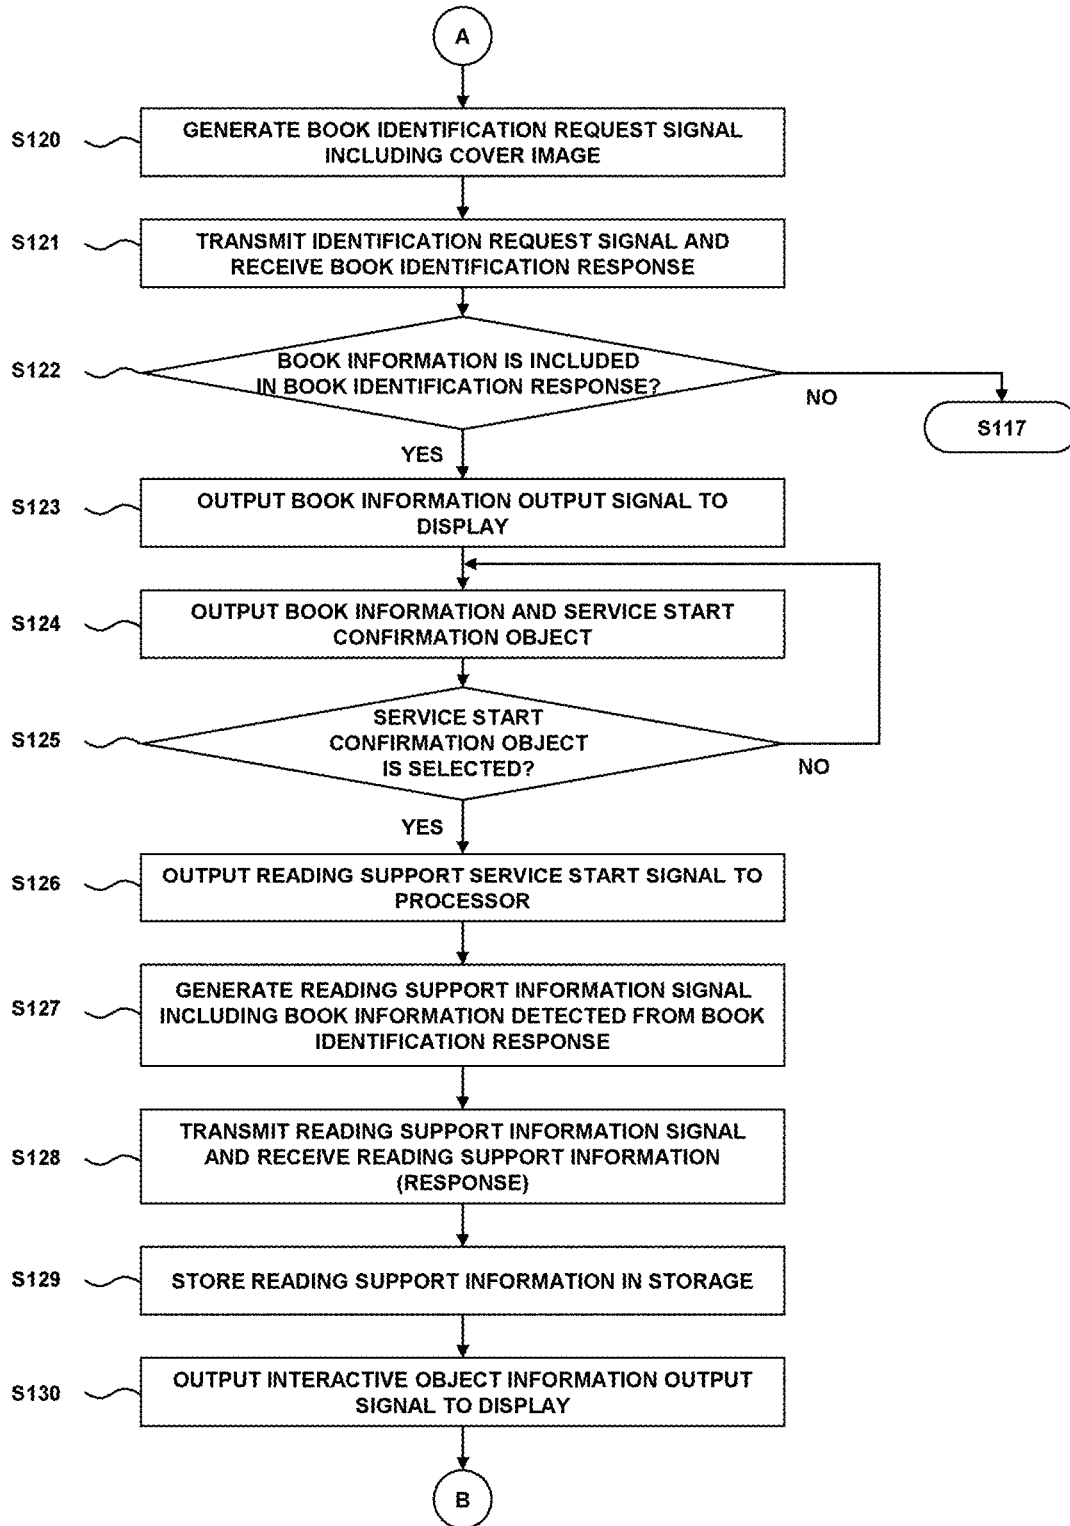 A
S120
GENERATE BOOK IDENTIFICATION REQUEST SIGNAL
INCLUDING COVER IMAGE
S121
TRANSMIT IDENTIFICATION REQUEST SIGNAL AND
RECEIVE BOOK IDENTIFICATION RESPONSE
S122
BOOK INFORMATION IS INCLUDED
IN BOOK IDENTIFICATION RESPONSE?
NO
S117
YES
S123
OUTPUT BOOK INFORMATION OUTPUT SIGNAL TO
DISPLAY
S124
OUTPUT BOOK INFORMATION AND SERVICE START
CONFIRMATION OBJECT
S125
SERVICE START
CONFIRMATION OBJECT
IS SELECTED?
NO
YES
S126
OUTPUT READING SUPPORT SERVICE START SIGNAL TO
PROCESSOR
S127
GENERATE READING SUPPORT INFORMATION SIGNAL
INCLUDING BOOK INFORMATION DETECTED FROM BOOK
IDENTIFICATION RESPONSE
S128
TRANSMIT READING SUPPORT INFORMATION SIGNAL
AND RECEIVE READING SUPPORT INFORMATION
(RESPONSE)
S129
STORE READING SUPPORT INFORMATION IN STORAGE
S130
OUTPUT INTERACTIVE OBJECT INFORMATION OUTPUT
SIGNAL TO DISPLAY
B